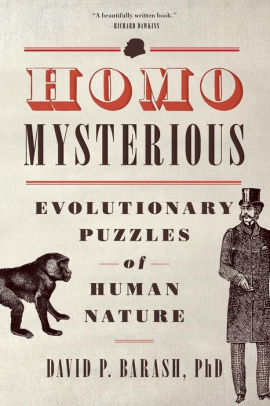 "A beautifully written book."
—RICHARD DAWKINS
HOMO
MYSTERIOUS
EVOLUTIONARY
PUZZLES
—of—
HUMAN
NATURE
DAVID P. BARASH, PhD